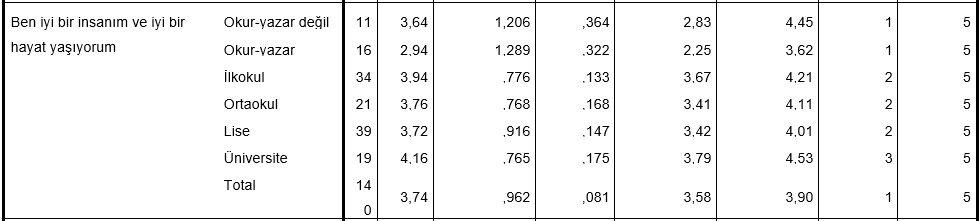 Ben iyi bir insanım ve iyi bir hayat yaşıyorum
Okur-yazar değil 11 3,64 1,206 ,364 2,83 4,45 1 5
Okur-yazar 16 2,94 1,289 ,322 2,25 3,62 1 5
İlkokul 34 3,94 ,776 ,133 3,67 4,21 2 5
Ortaokul 21 3,76 ,768 ,168 3,41 4,11 2 5
Lise 39 3,72 ,916 ,147 3,42 4,01 2 5
Üniversite 19 4,16 ,765 ,175 3,79 4,53 3 5
Total 140 3,74 ,962 ,081 3,58 3,90 1 5